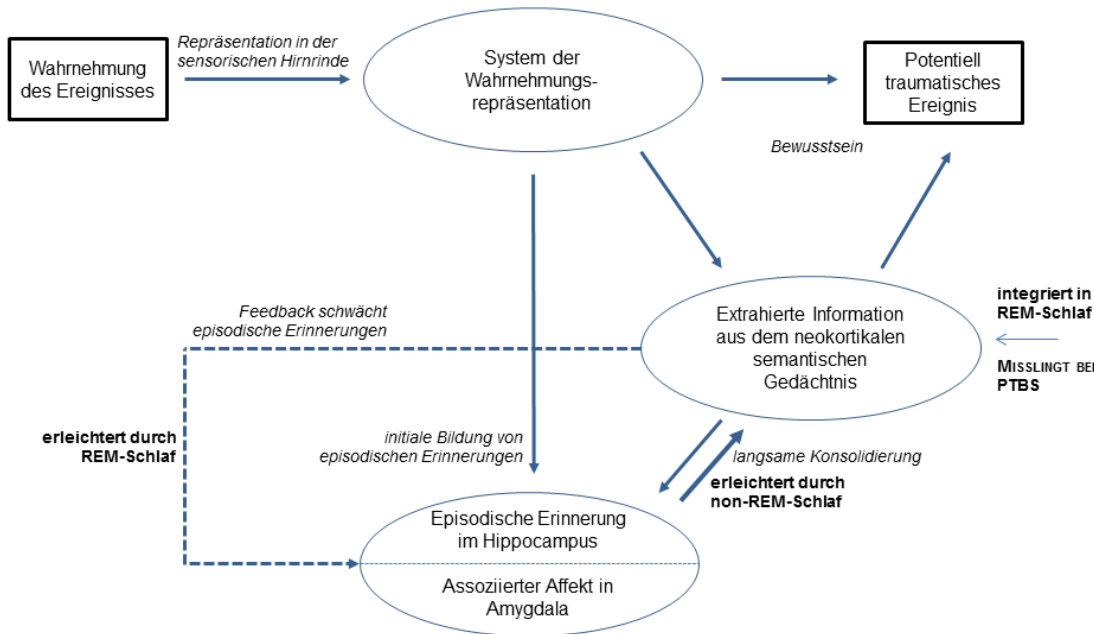 Wahrnehmung
des Ereignisses
Repräsentation in der
sensorischen Hirnrinde
System der
Wahrnehmungs-
repräsentation
Potentiell
traumatisches
Ereignis
Bewusstsein
Feedback schwächt
episodische Erinnerungen
Extrahierte Information
aus dem neokortikalen
semantischen
Gedächtnis
integriert in
REM-Schlaf
MISSLINGT BEI
PTBS
erleichtert durch
REM-Schlaf
initiale Bildung von
episodischen Erinnerungen
langsame Konsolidierung
erleichtert durch
non-REM-Schlaf
Episodische Erinnerung
im Hippocampus
Assoziierter Affekt in
Amygdala